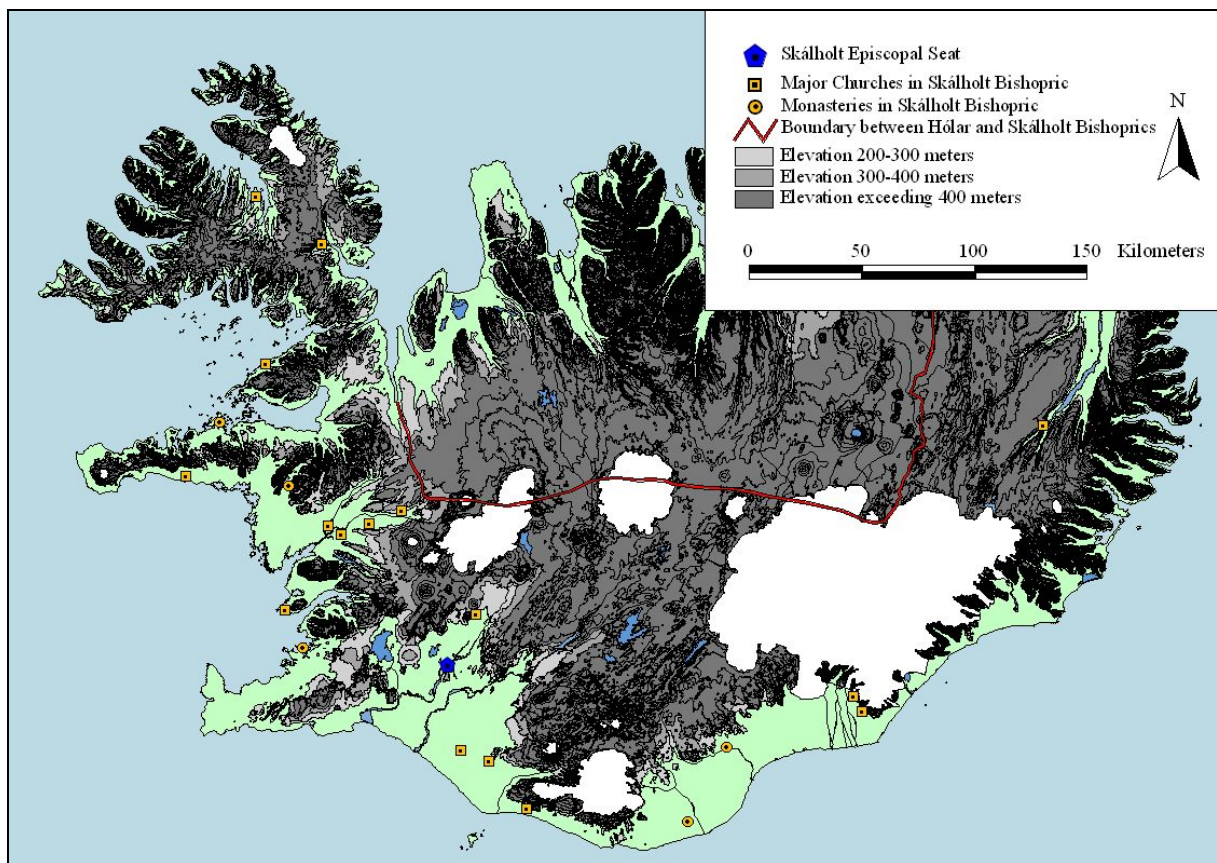 Skálholt Episcopal Seat
Major Churches in Skálholt Bishopric
Monasteries in Skálholt Bishopric
Boundary between Hólar and Skálholt Bishoprics
Elevation 200-300 meters
Elevation 300-400 meters
Elevation exceeding 400 meters
N
0 50 100 150 Kilometers